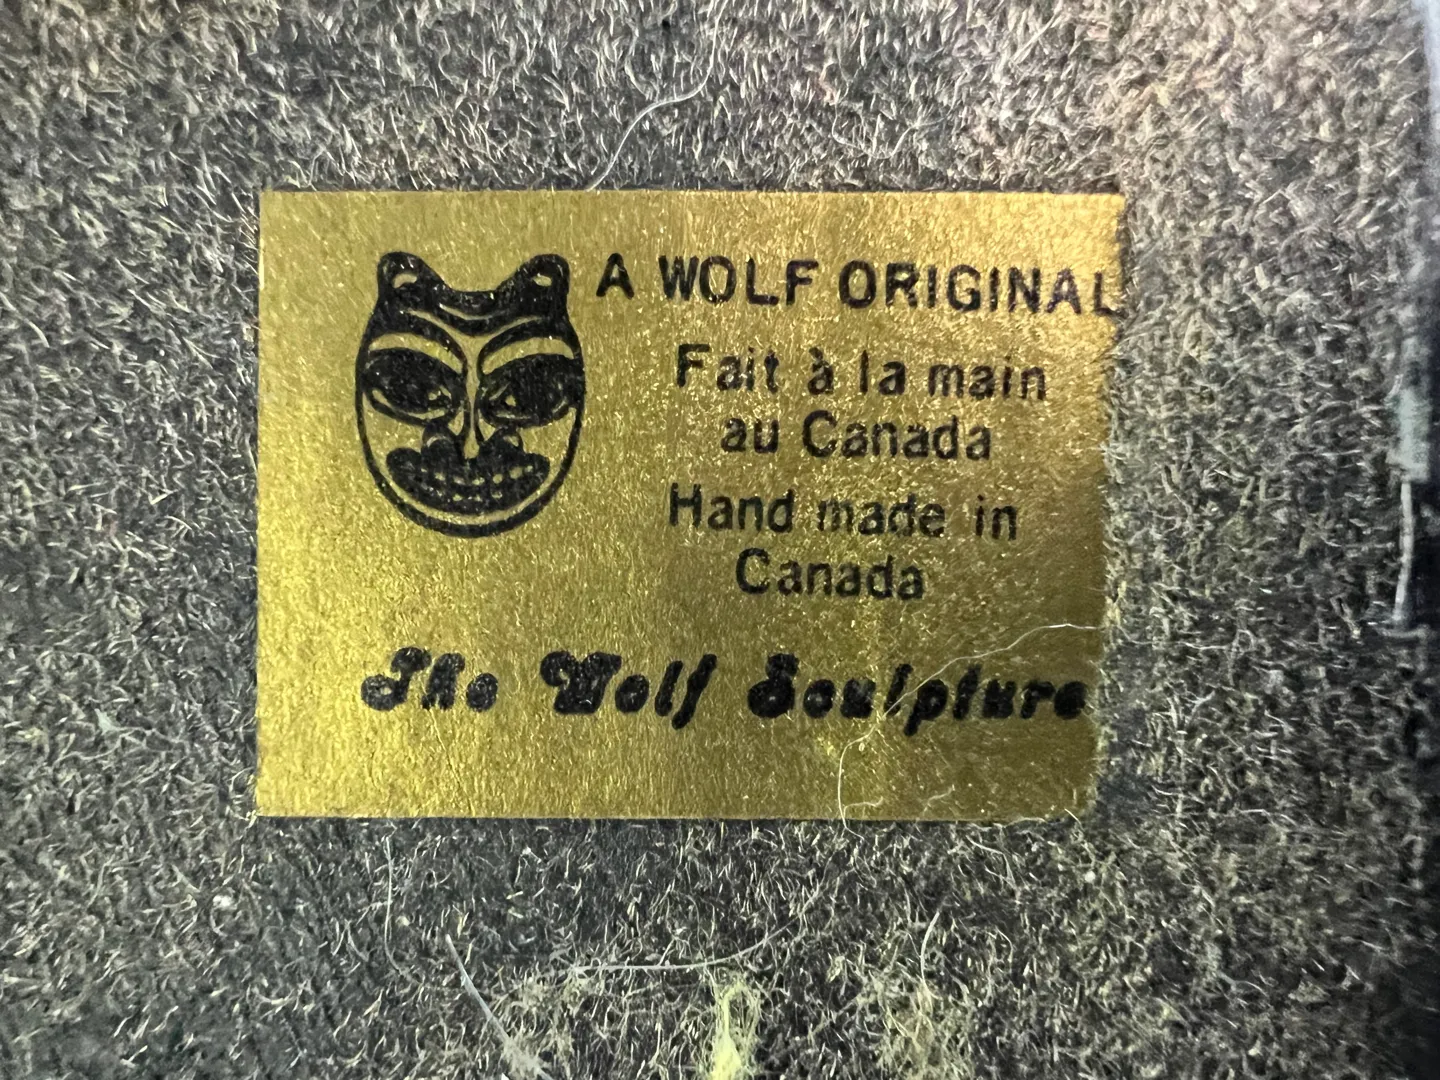 A WOLF ORIGINAL
Fait à la main
au Canada
Hand made in
Canada
The Wolf Sculpture